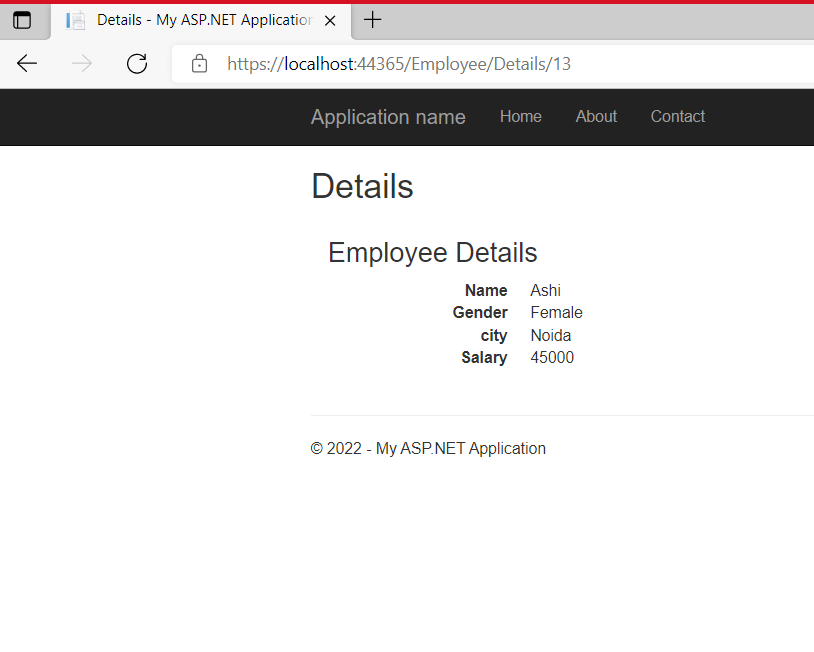 Details - My ASP.NET Application
https://localhost:44365/Employee/Details/13
Application name Home About Contact
Details
Employee Details
Name Ashi
Gender Female
city Noida
Salary 45000
© 2022 - My ASP.NET Application